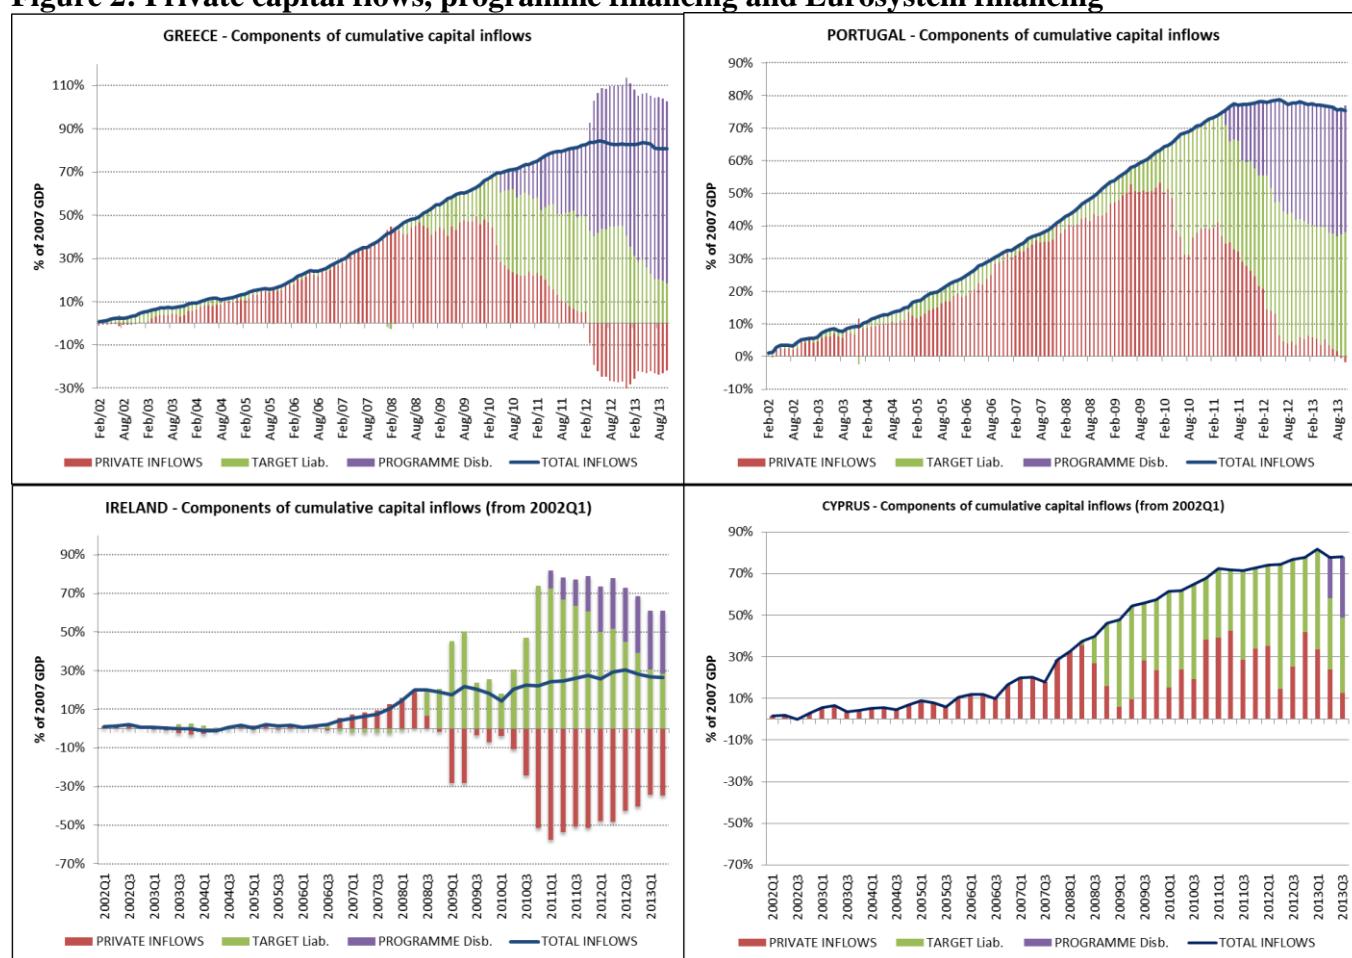 Figure 2: Private capital flows, programme financing and Eurosystem financing
GREECE - Components of cumulative capital inflows
% of 2007 GDP
110%
90%
70%
50%
30%
10%
-10%
-30%
Feb/02 Aug/02 Feb/03 Aug/03 Feb/04 Aug/04 Feb/05 Aug/05 Feb/06 Aug/06 Feb/07 Aug/07 Feb/08 Aug/08 Feb/09 Aug/09 Feb/10 Aug/10 Feb/11 Aug/11 Feb/12 Aug/12 Feb/13 Aug/13
PRIVATE INFLOWS TARGET Liab. PROGRAMME Disb. TOTAL INFLOWS
PORTUGAL - Components of cumulative capital inflows
% of 2007 GDP
90%
80%
70%
60%
50%
40%
30%
20%
10%
0%
-10%
Feb-02 Aug-02 Feb-03 Aug-03 Feb-04 Aug-04 Feb-05 Aug-05 Feb-06 Aug-06 Feb-07 Aug-07 Feb-08 Aug-08 Feb-09 Aug-09 Feb-10 Aug-10 Feb-11 Aug-11 Feb-12 Aug-12 Feb-13 Aug-13
PRIVATE INFLOWS TARGET Liab. PROGRAMME Disb. TOTAL INFLOWS
IRELAND - Components of cumulative capital inflows (from 2002Q1)
% of 2007 GDP
90%
70%
50%
30%
10%
-10%
-30%
-50%
-70%
2002Q1 2002Q3 2003Q1 2003Q3 2004Q1 2004Q3 2005Q1 2005Q3 2006Q1 2006Q3 2007Q1 2007Q3 2008Q1 2008Q3 2009Q1 2009Q3 2010Q1 2010Q3 2011Q1 2011Q3 2012Q1 2012Q3 2013Q1
PRIVATE INFLOWS TARGET Liab. PROGRAMME Disb. TOTAL INFLOWS
CYPRUS - Components of cumulative capital inflows (from 2002Q1)
% of 2007 GDP
90%
70%
50%
30%
10%
-10%
-30%
-50%
-70%
2002Q1 2002Q3 2003Q1 2003Q3 2004Q1 2004Q3 2005Q1 2005Q3 2006Q1 2006Q3 2007Q1 2007Q3 2008Q1 2008Q3 2009Q1 2009Q3 2010Q1 2010Q3 2011Q1 2011Q3 2012Q1 2012Q3 2013Q1 2013Q3
PRIVATE INFLOWS TARGET Liab. PROGRAMME Disb. TOTAL INFLOWS